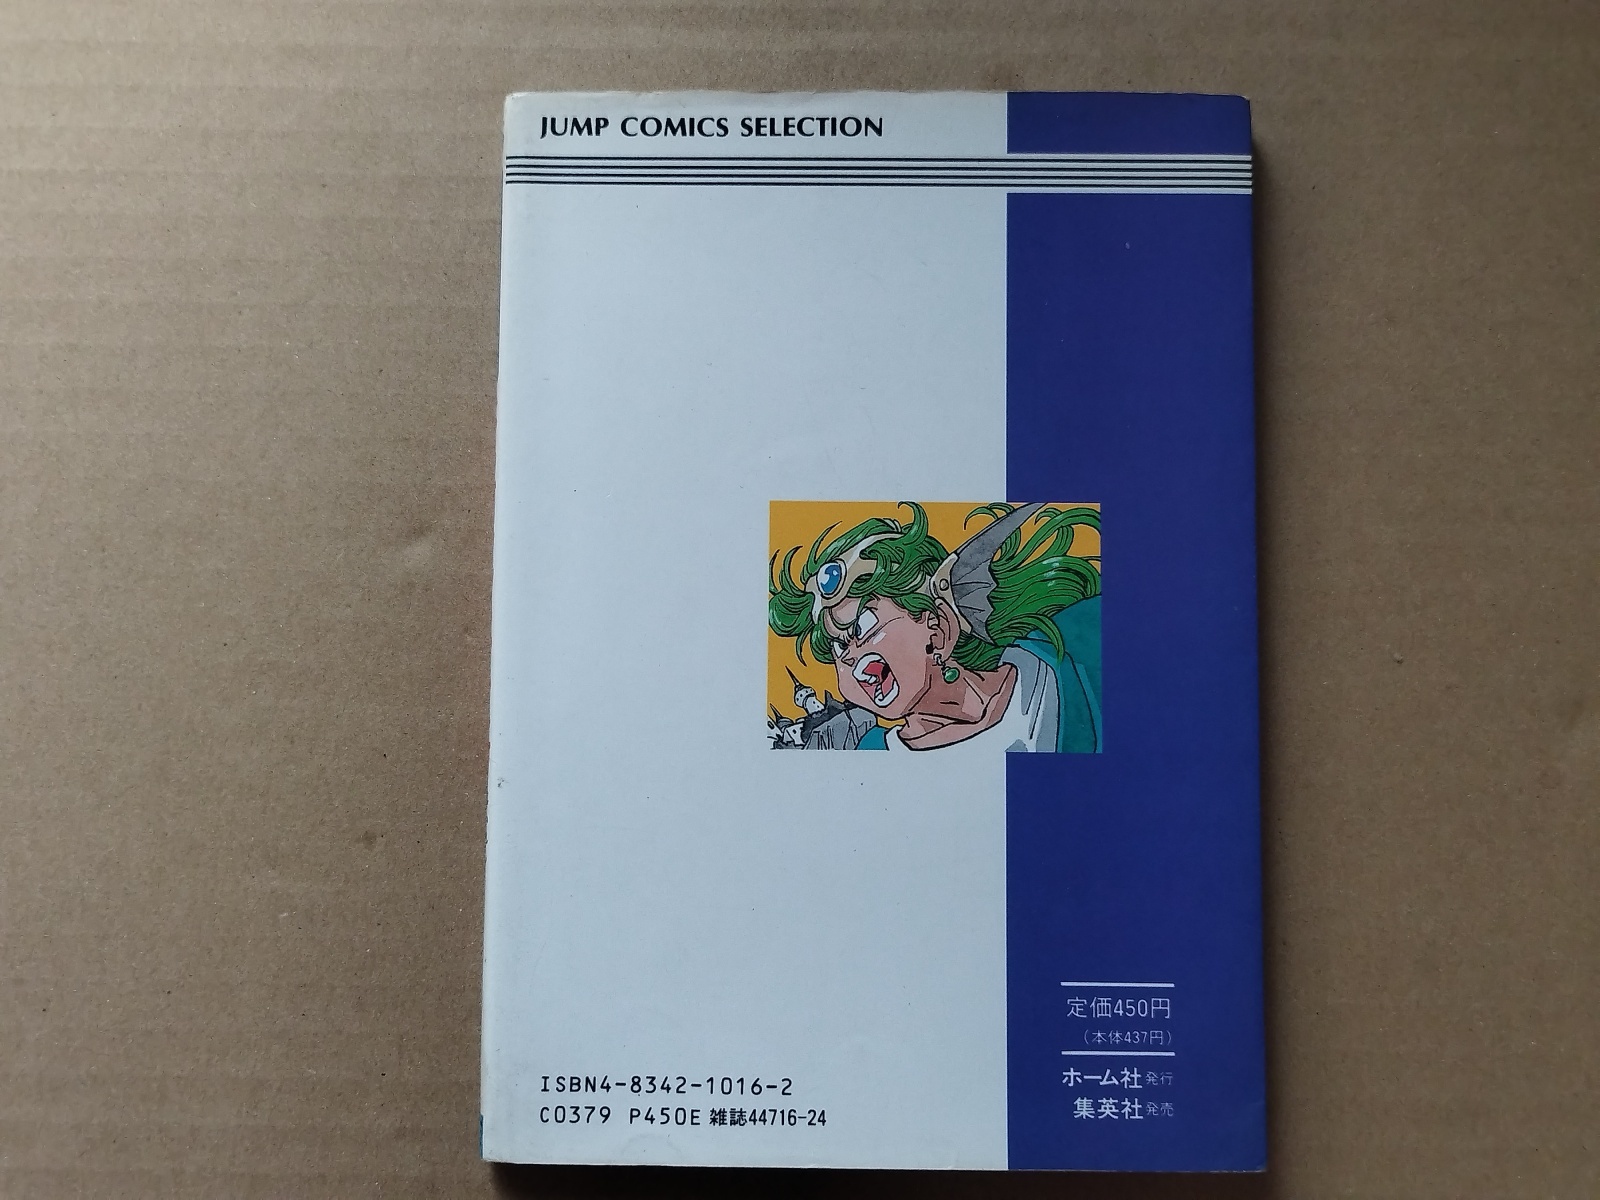 JUMP COMICS SELECTION
定価450円
(本体437円)
ホーム社 発行
集英社 発売
ISBN4-8342-1016-2
C0379 P450E 雑誌44716-24